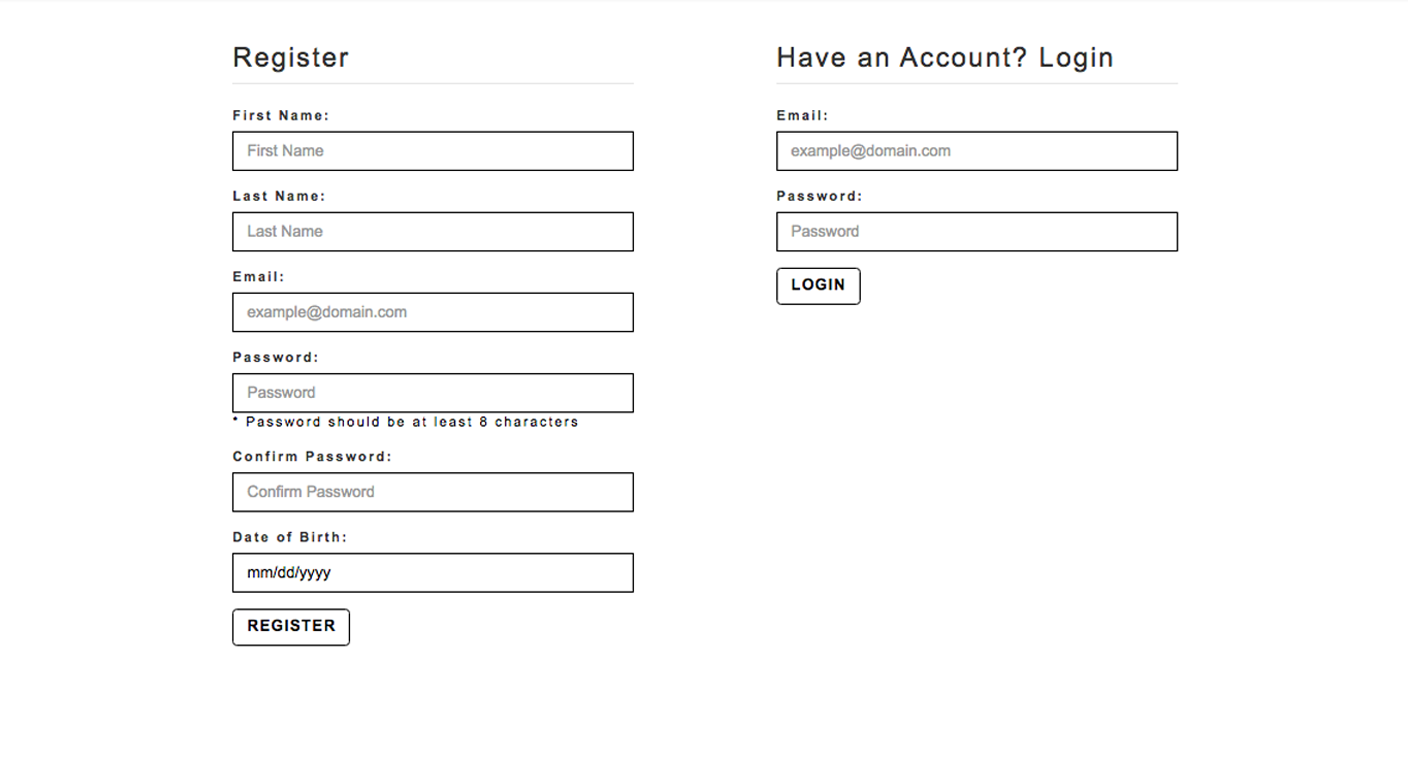 Register
First Name:
First Name
Last Name:
Last Name
Email:
example@domain.com
Password:
Password
* Password should be at least 8 characters
Confirm Password:
Confirm Password
Date of Birth:
mm/dd/yyyy
REGISTER
Have an Account? Login
Email:
example@domain.com
Password:
Password
LOGIN